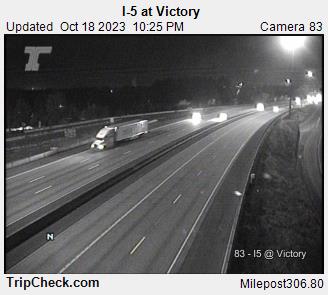 I-5 at Victory
Updated Oct 18 2023 10:25 PM Camera 83
T
N
83 - I5 @ Victory
TripCheck.com Milepost306.80